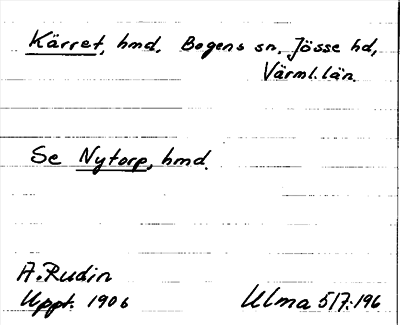 Kärret, hmd, Bogens sn, Jösse hd,
Värml. län.
Se Nytorp, hmd.
A. Rudin
Uppt. 1906 Ulma 517:196